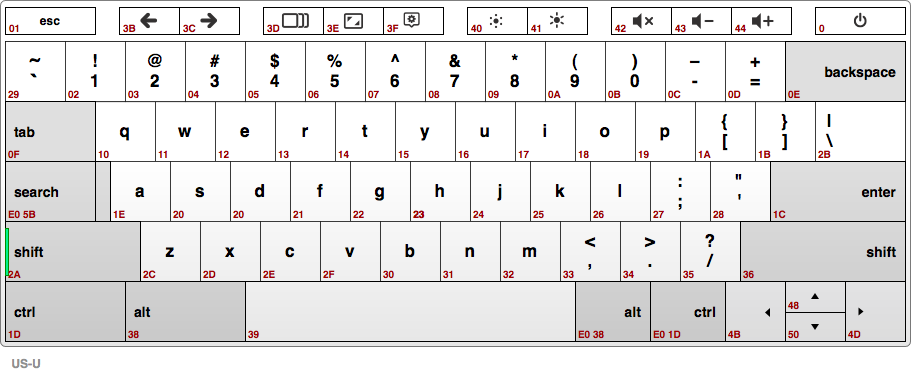 esc
01 3B 3C 3D 3E 3F 40 41 42 43 44 0
~ ! @ # $ % ^ & * ( ) – +
` 1 2 3 4 5 6 7 8 9 0 - = backspace
29 02 03 04 05 06 07 08 09 0A 0B 0C 0D 0E
{ } |
tab q w e r t y u i o p [ ] \
0F 10 11 12 13 14 15 16 17 18 19 1A 1B 2B
: "
search a s d f g h j k l ; ' enter
E0 5B 1E 20 20 21 22 23 24 25 26 27 28 1C
< > ?
shift z x c v b n m , . / shift
2A 2C 2D 2E 2F 30 31 32 33 34 35 36
ctrl alt alt ctrl 48
1D 38 39 E0 38 E0 1D 4B 50 4D
US-U